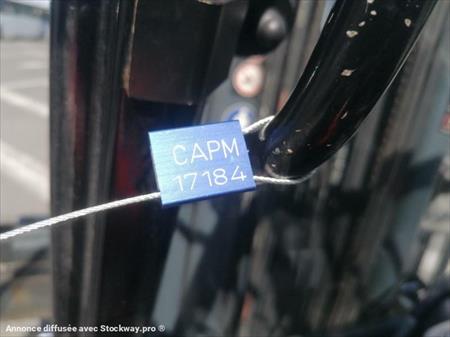 CAPM
17184
Annonce diffusée avec Stockway.pro ®